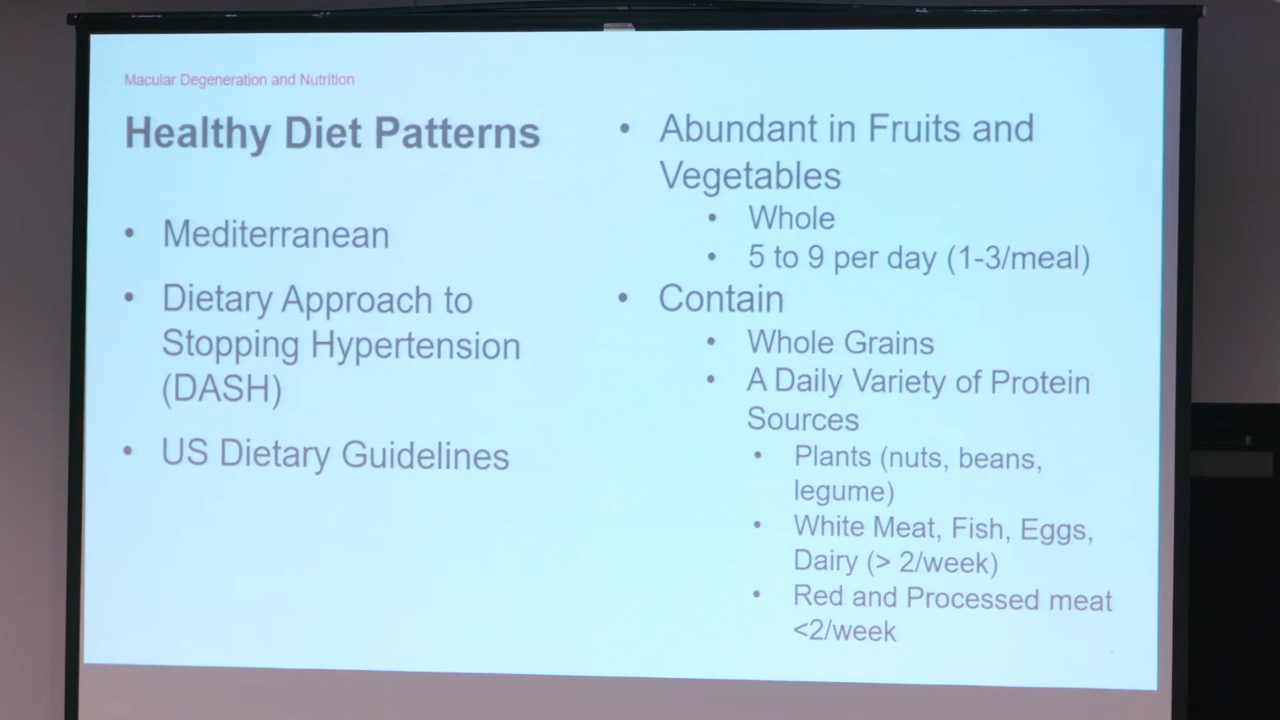 Macular Degeneration and Nutrition
Healthy Diet Patterns
• Mediterranean
• Dietary Approach to
Stopping Hypertension
(DASH)
• US Dietary Guidelines
• Abundant in Fruits and
Vegetables
• Whole
• 5 to 9 per day (1-3/meal)
• Contain
• Whole Grains
• A Daily Variety of Protein
Sources
• Plants (nuts, beans,
legume)
• White Meat, Fish, Eggs,
Dairy (> 2/week)
• Red and Processed meat
<2/week